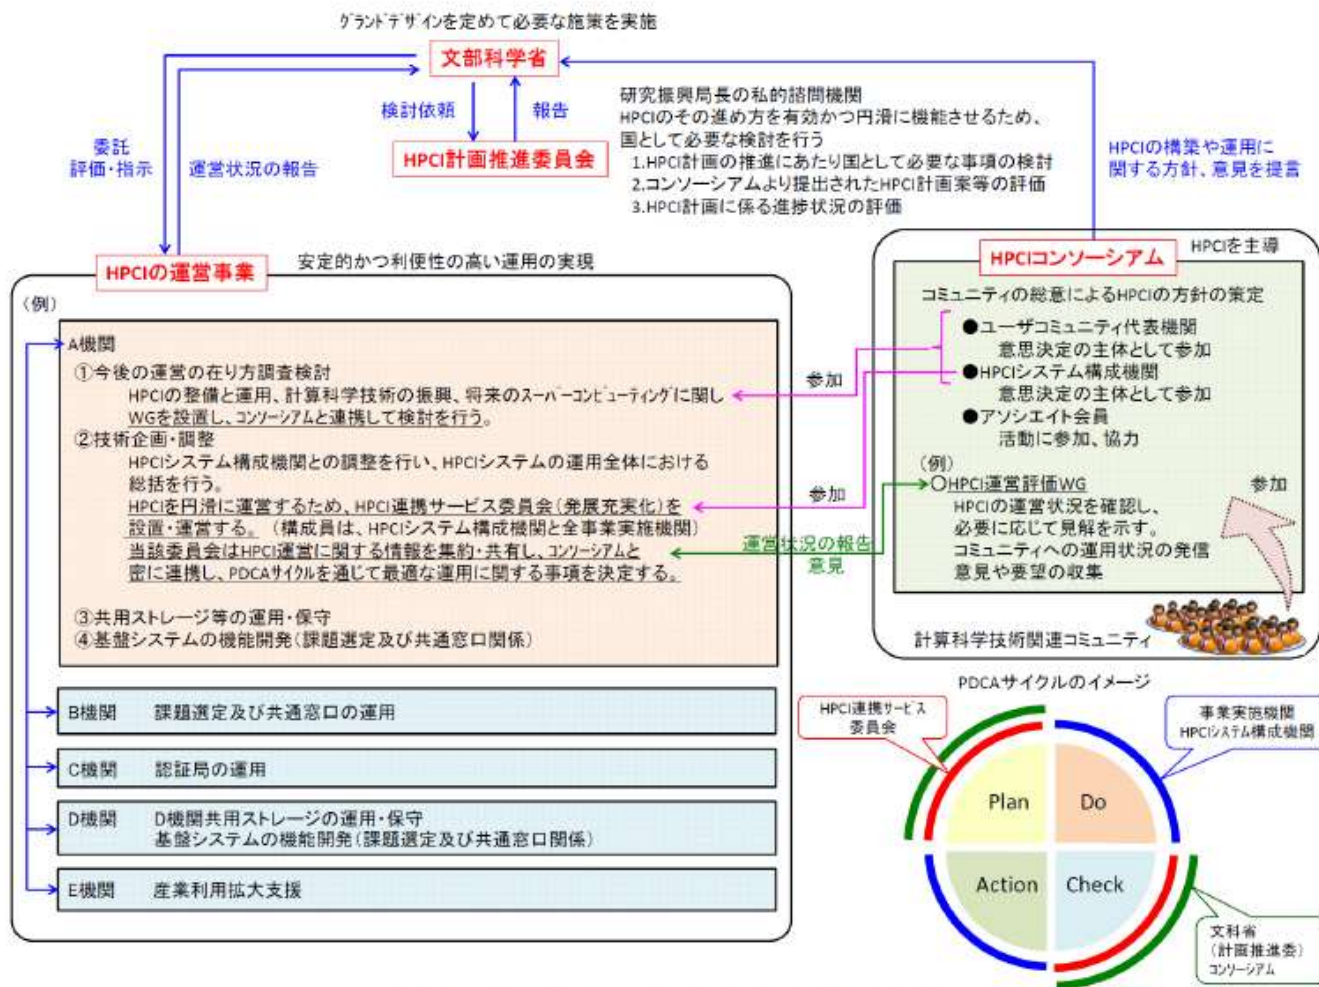 グランドデザインを定めて必要な施策を実施
文部科学省
検討依頼
報告
HPCI計画推進委員会
研究振興局長の私的諮問機関
HPCIのその進め方を有効かつ円滑に機能させるため、
国として必要な検討を行う
1.HPCI計画の推進にあたり国として必要な事項の検討
2.コンソーシアムより提出されたHPCI計画案等の評価
3.HPCI計画に係る進捗状況の評価
委託
評価・指示
運営状況の報告
HPCIの構築や運用に
関する方針、意見を提言
HPCIの運営事業
安定的かつ利便性の高い運用の実現
（例）
A機関
①今後の運営の在り方調査検討
HPCIの整備と運用、計算科学技術の振興、将来のスーパーコンピューティングに関し
WGを設置し、コンソーシアムと連携して検討を行う。
②技術企画・調整
HPCIシステム構成機関との調整を行い、HPCIシステムの運用全体における
総括を行う。
HPCIを円滑に運営するため、HPCI連携サービス委員会（発展充実化）を
設置・運営する。（構成員は、HPCIシステム構成機関と全事業実施機関）
当該委員会はHPCI運営に関する情報を集約・共有し、コンソーシアムと
密に連携し、PDCAサイクルを通じて最適な運用に関する事項を決定する。
③共用ストレージ等の運用・保守
④基盤システムの機能開発（課題選定及び共通窓口関係）
B機関 課題選定及び共通窓口の運用
C機関 認証局の運用
D機関 D機関共用ストレージの運用・保守
基盤システムの機能開発（課題選定及び共通窓口関係）
E機関 産業利用拡大支援
参加
参加
運営状況の報告
意見
HPCIコンソーシアム
HPCIを主導
コミュニティの総意によるHPCIの方針の策定
●ユーザコミュニティ代表機関
意思決定の主体として参加
●HPCIシステム構成機関
意思決定の主体として参加
●アソシエイト会員
活動に参加、協力
（例）
○HPCI運営評価WG
HPCIの運営状況を確認し、
必要に応じて見解を示す。
コミュニティへの運用状況の発信
意見や要望の収集
参加
計算科学技術関連コミュニティ
PDCAサイクルのイメージ
HPCI連携サービス
委員会
事業実施機関
HPCIシステム構成機関
Plan
Do
Action
Check
文科省
（計画推進委）
コンソーシアム